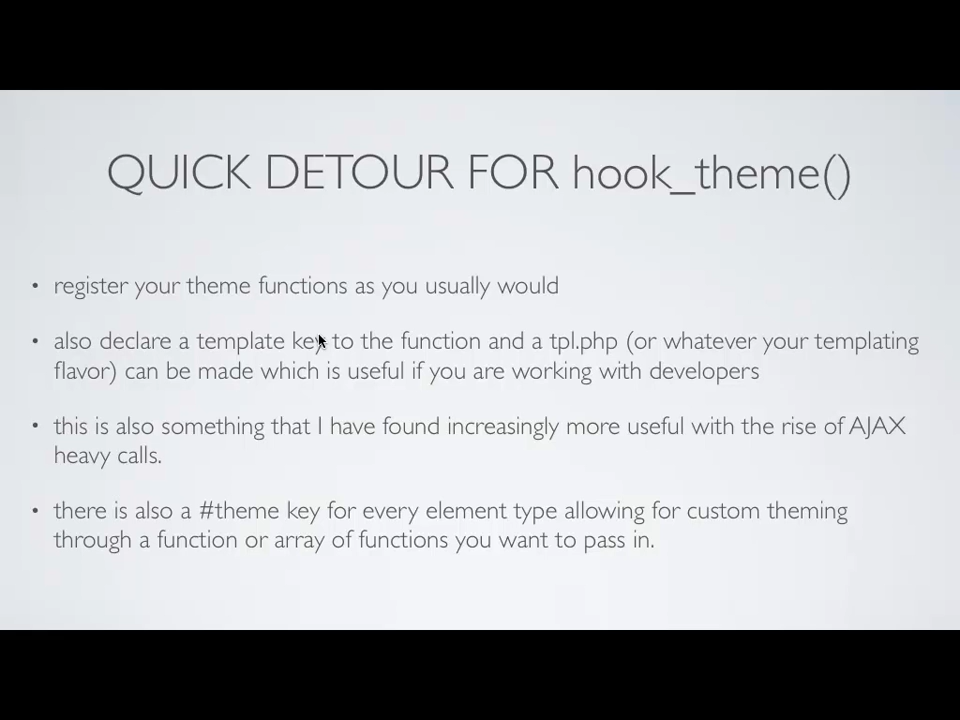 QUICK DETOUR FOR hook_theme()
• register your theme functions as you usually would
• also declare a template key to the function and a tpl.php (or whatever your templating
flavor) can be made which is useful if you are working with developers
• this is also something that I have found increasingly more useful with the rise of AJAX
heavy calls.
• there is also a #theme key for every element type allowing for custom theming
through a function or array of functions you want to pass in.